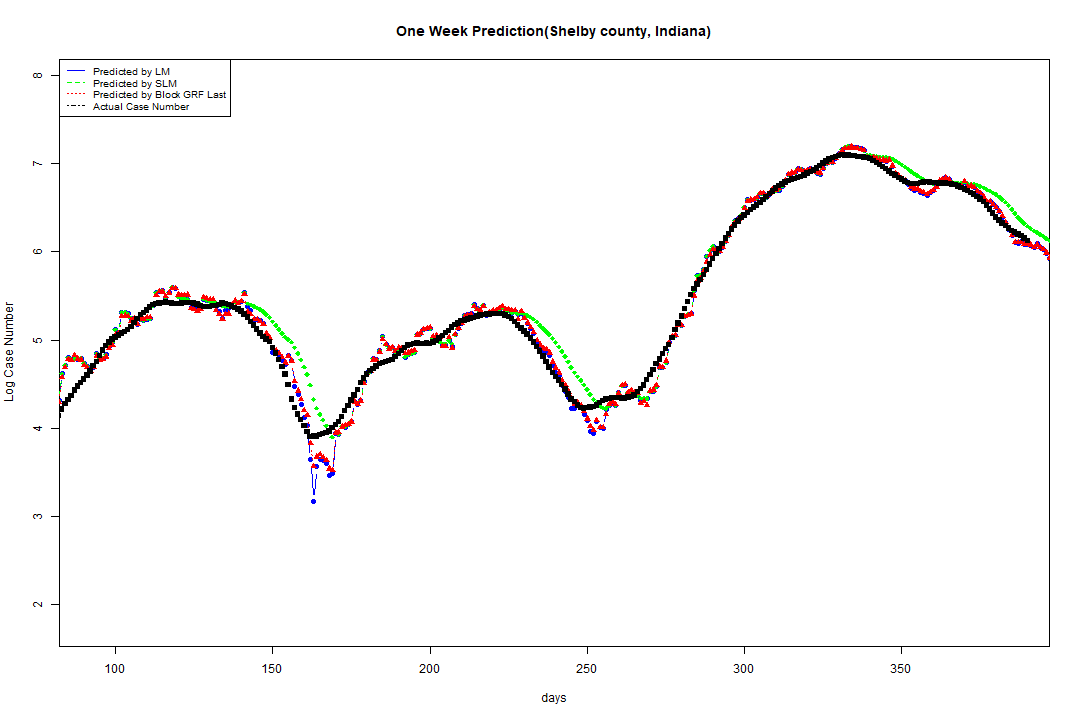 One Week Prediction(Shelby county, Indiana)
Predicted by LM
Predicted by SLM
Predicted by Block GRF Last
Actual Case Number
8
7
6
5
4
3
2
Log Case Number
100 150 200 250 300 350
days